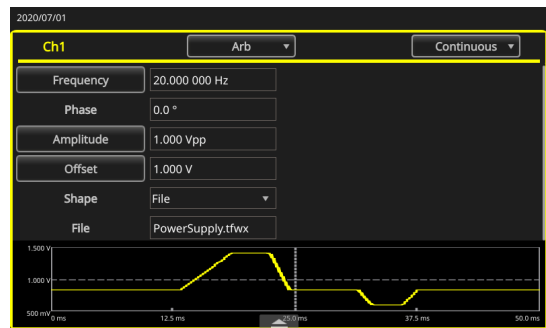 2020/07/01
Ch1 Arb Continuous
Frequency 20.000 000 Hz
Phase 0.0 °
Amplitude 1.000 Vpp
Offset 1.000 V
Shape File
File PowerSupply.tfwx
1.500 V
1.000 V
500 mV
0 ms 12.5 ms 25.0 ms 37.5 ms 50.0 ms